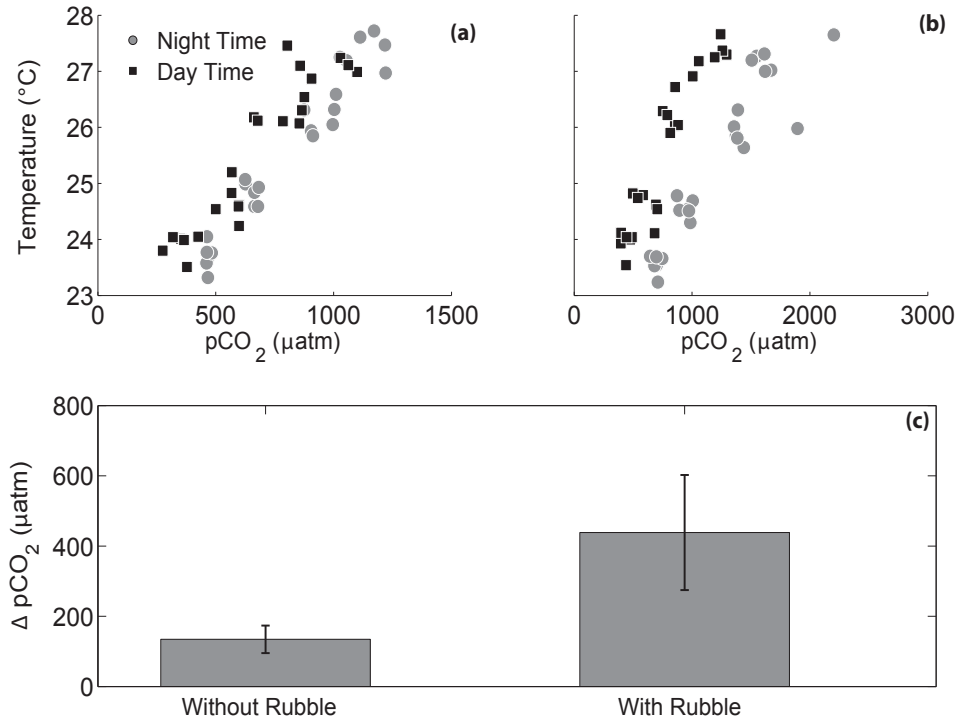 (a)
(b)
Night Time
Day Time
Temperature (°C)
28
27
26
25
24
23
0 500 1000 1500
0 1000 2000 3000
pCO2 (µatm)
pCO2 (µatm)
(c)
Δ pCO2 (µatm)
800
600
400
200
0
Without Rubble
With Rubble